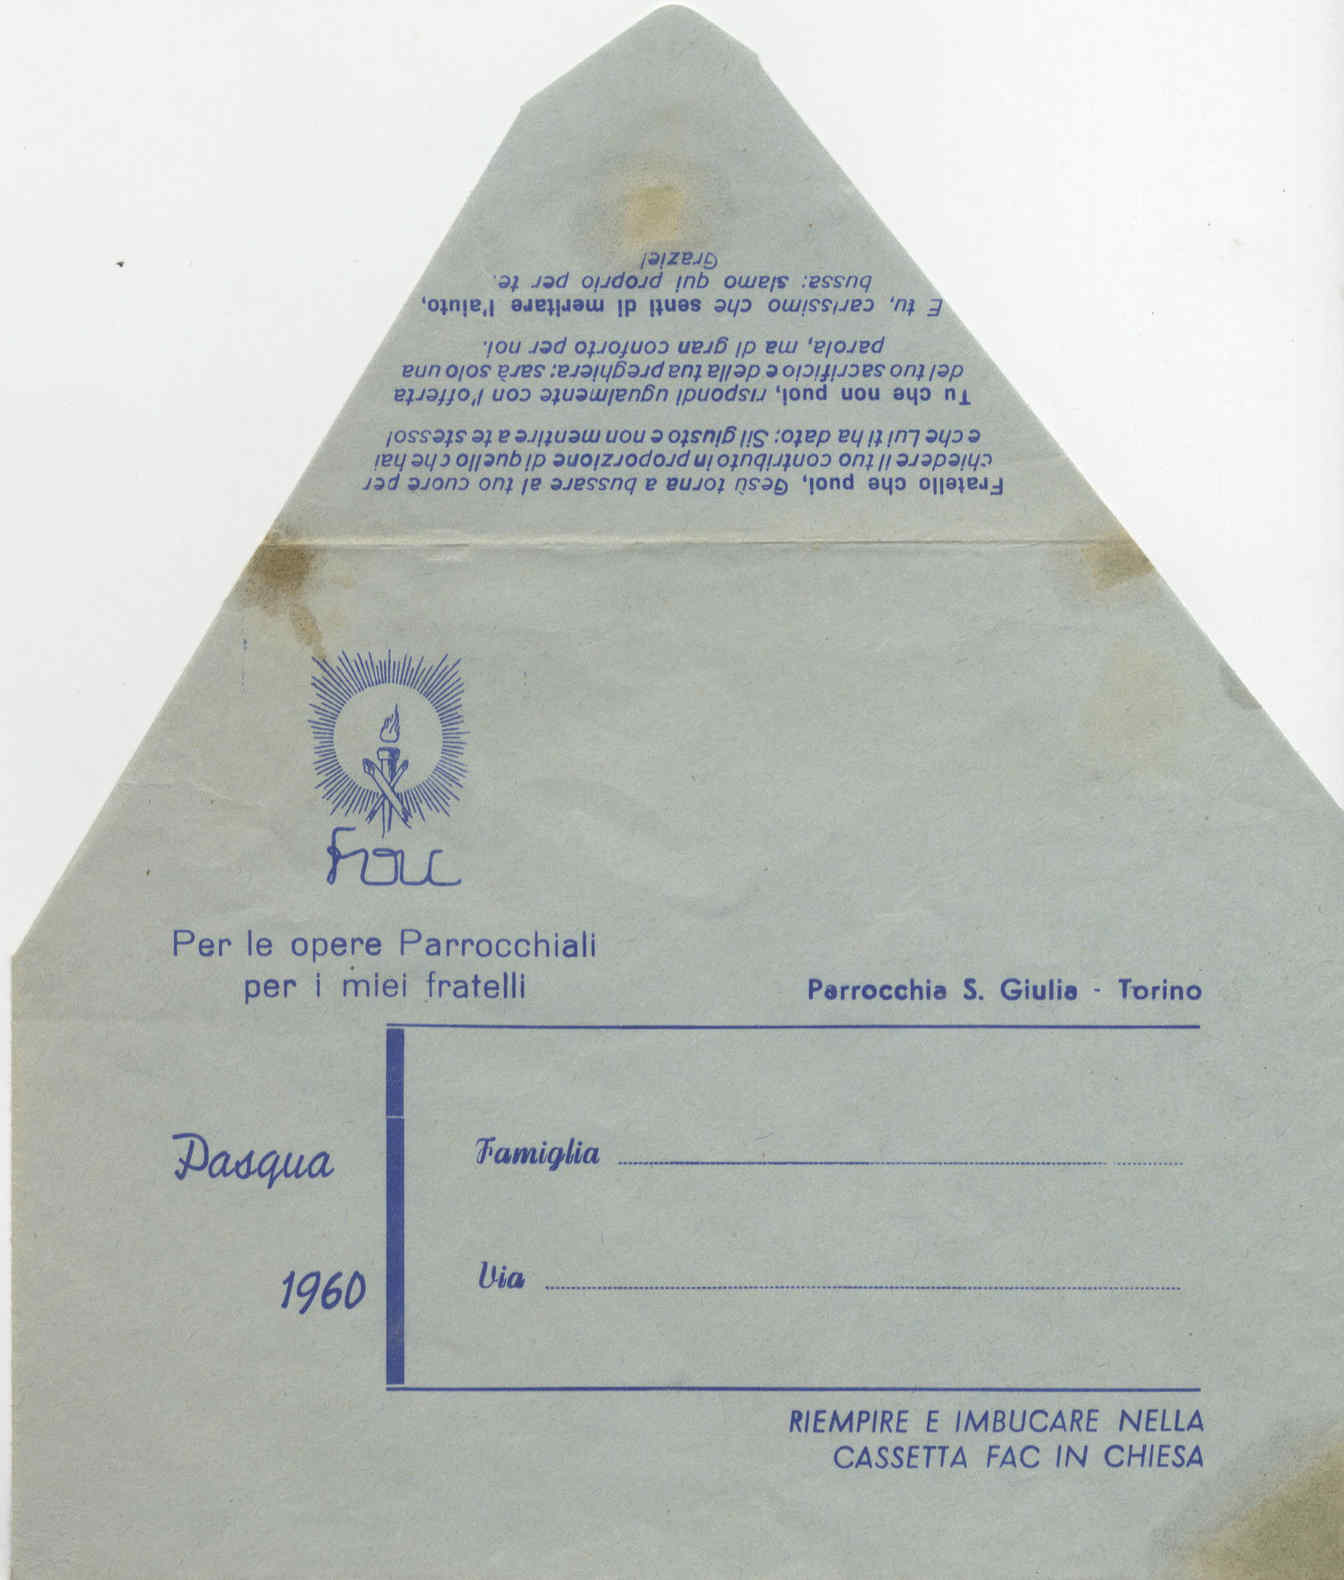 Fratello che puoi, Gesù torna a bussare al tuo cuore per
chiedere il tuo contributo in proporzione di quello che hai
e che Lui ti ha dato: Sii giusto e non mentire a te stesso!
Tu che non puoi, rispondi ugualmente con l'offerta
del tuo sacrificio e della tua preghiera: sarà solo una
parola, ma di gran conforto per noi.
E tu, carissimo che senti di meritare l'aiuto,
bussa: siamo qui proprio per te.
Grazie!
Fac
Per le opere Parrocchiali
per i miei fratelli
Parrocchia S. Giulia - Torino
Pasqua
1960
Famiglia
Via
RIEMPIRE E IMBUCARE NELLA
CASSETTA FAC IN CHIESA